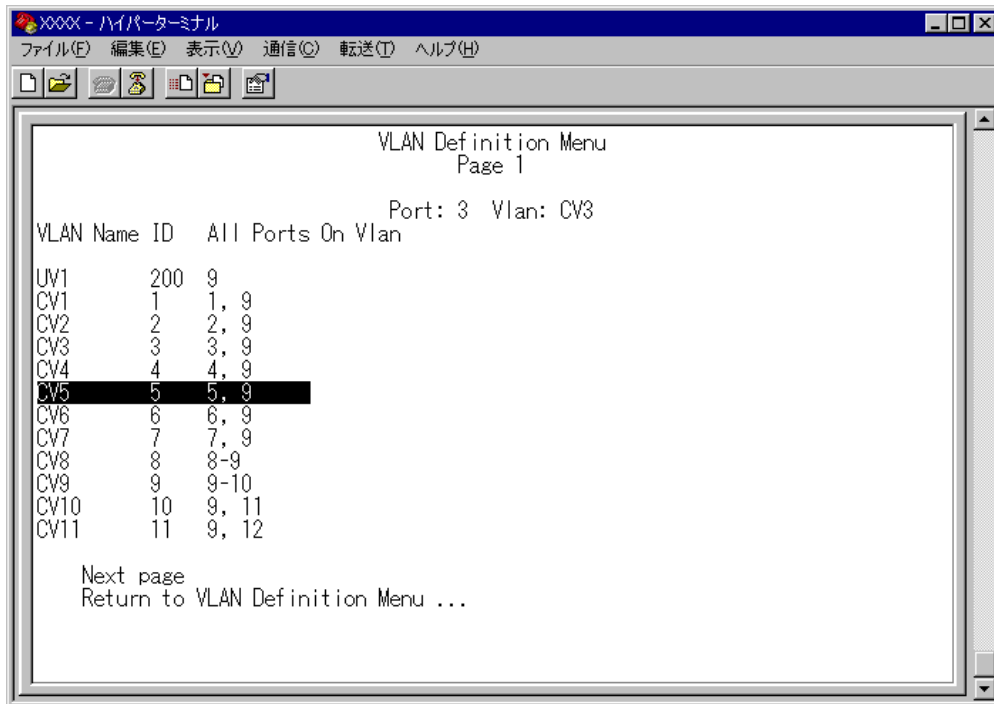 XXXX - ハイパーターミナル
ファイル(F) 編集(E) 表示(V) 通信(C) 転送(T) ヘルプ(H)
VLAN Definition Menu
Page 1
Port: 3 Vlan: CV3
VLAN Name ID All Ports On Vlan
UV1 200 9
CV1 1 1, 9
CV2 2 2, 9
CV3 3 3, 9
CV4 4 4, 9
CV5 5 5, 9
CV6 6 6, 9
CV7 7 7, 9
CV8 8 8-9
CV9 9 9-10
CV10 10 9, 11
CV11 11 9, 12
Next page
Return to VLAN Definition Menu ...